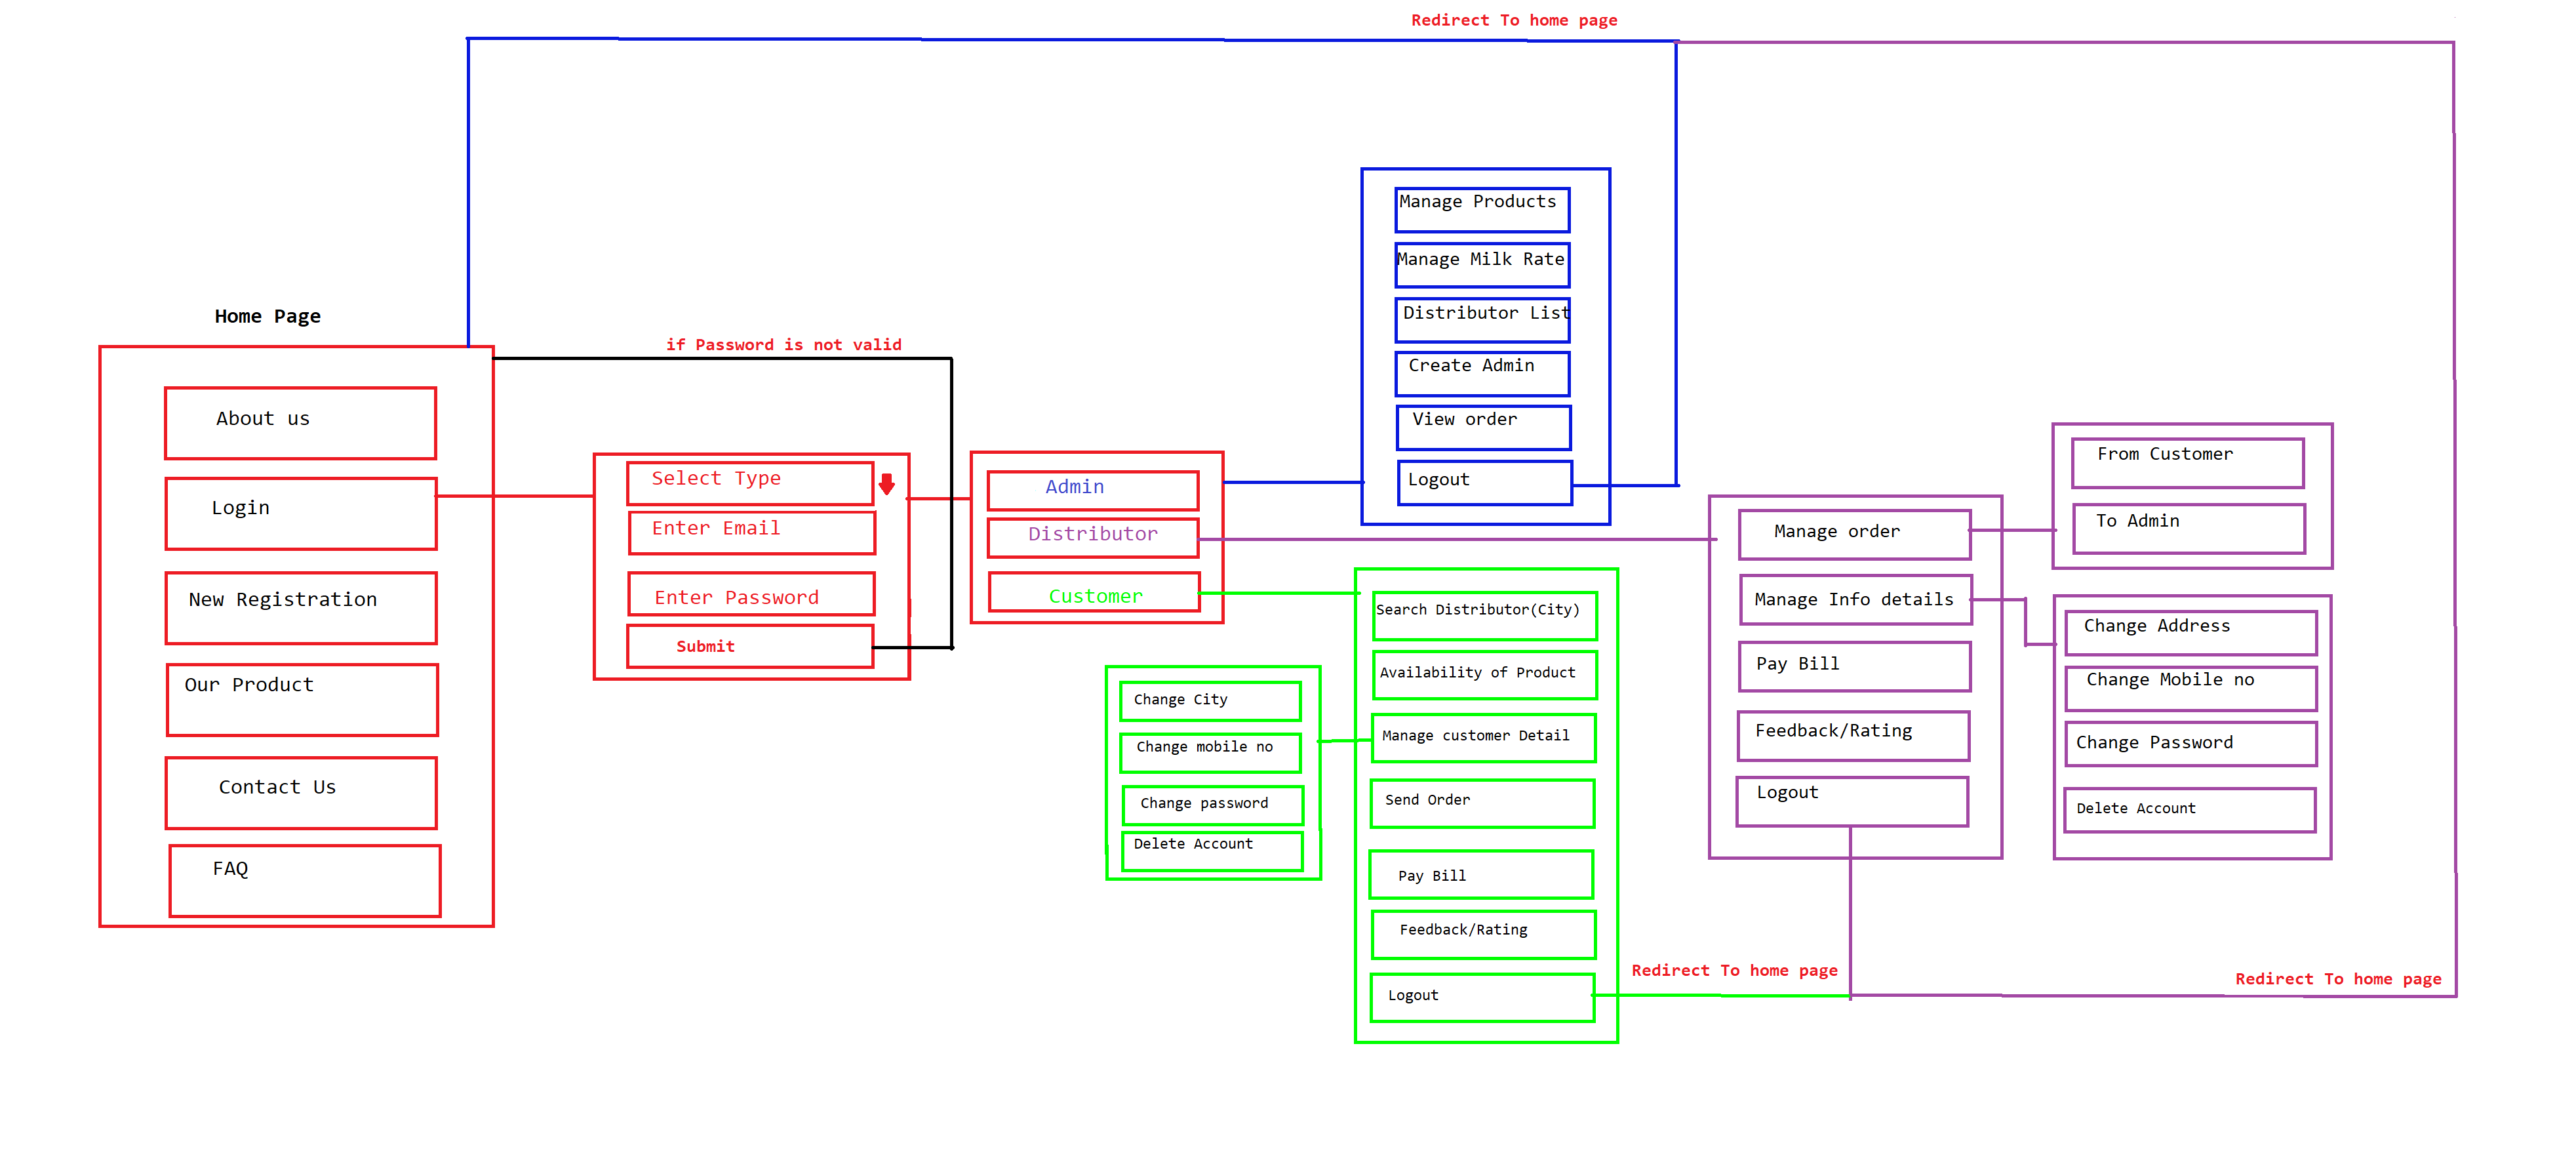 Redirect To home page
Home Page
About us
Login
New Registration
Our Product
Contact Us
FAQ
if Password is not valid
Select Type
Enter Email
Enter Password
Submit
Admin
Distributor
Customer
Manage Products
Manage Milk Rate
Distributor List
Create Admin
View order
Logout
Search Distributor(City)
Availability of Product
Manage customer Detail
Send Order
Pay Bill
Feedback/Rating
Logout
Change City
Change mobile no
Change password
Delete Account
Redirect To home page
Manage order
Manage Info details
Pay Bill
Feedback/Rating
Logout
From Customer
To Admin
Change Address
Change Mobile no
Change Password
Delete Account
Redirect To home page